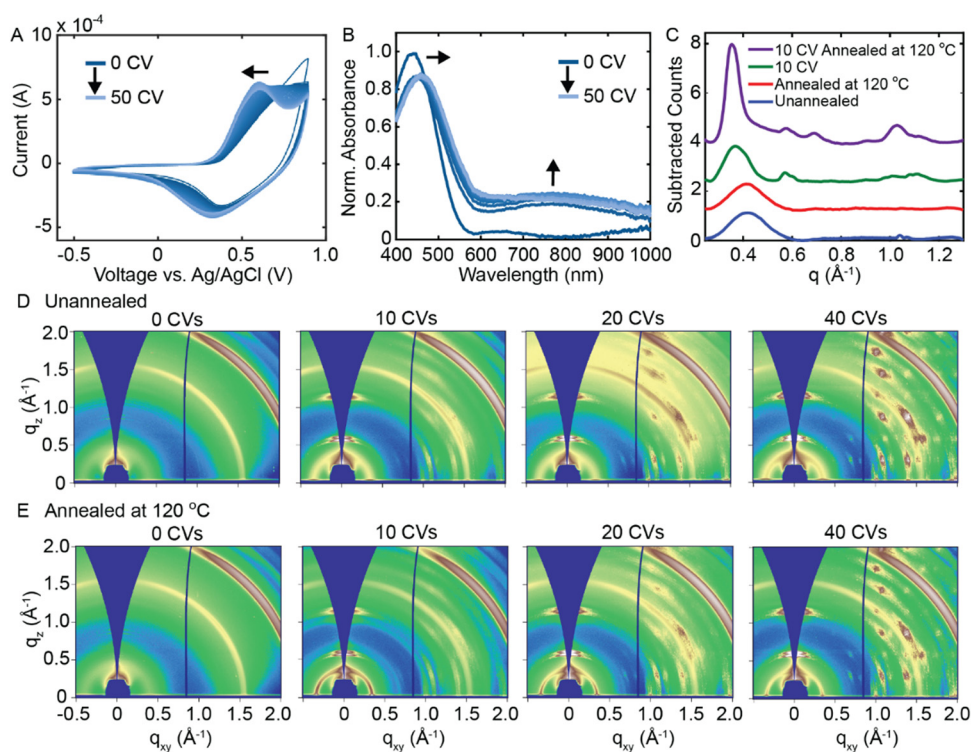 A
x 10⁻⁴
5
0
-5
Current (A)
0 CV
50 CV
-0.5
0
0.5
1
Voltage vs. Ag/AgCl (V)
B
1.0
0.8
0.6
0.4
0.2
0
Norm. Absorbance
0 CV
50 CV
400 500 600 700 800 900 1000
Wavelength (nm)
C
8
6
4
2
0
Subtracted Counts
10 CV Annealed at 120 °C
10 CV
Annealed at 120 °C
Unannealed
0.4 0.6 0.8 1.0 1.2
q (Å⁻¹)
D Unannealed
0 CVs
10 CVs
20 CVs
40 CVs
2.0
1.5
1.0
0.5
0
q_z (Å⁻¹)
E Annealed at 120 °C
0 CVs
10 CVs
20 CVs
40 CVs
2.0
1.5
1.0
0.5
0
q_z (Å⁻¹)
-0.5 0 0.5 1.0 1.5 2.0
0 0.5 1.0 1.5 2.0
0 0.5 1.0 1.5 2.0
0 0.5 1.0 1.5 2.0
q_xy (Å⁻¹)
q_xy (Å⁻¹)
q_xy (Å⁻¹)
q_xy (Å⁻¹)